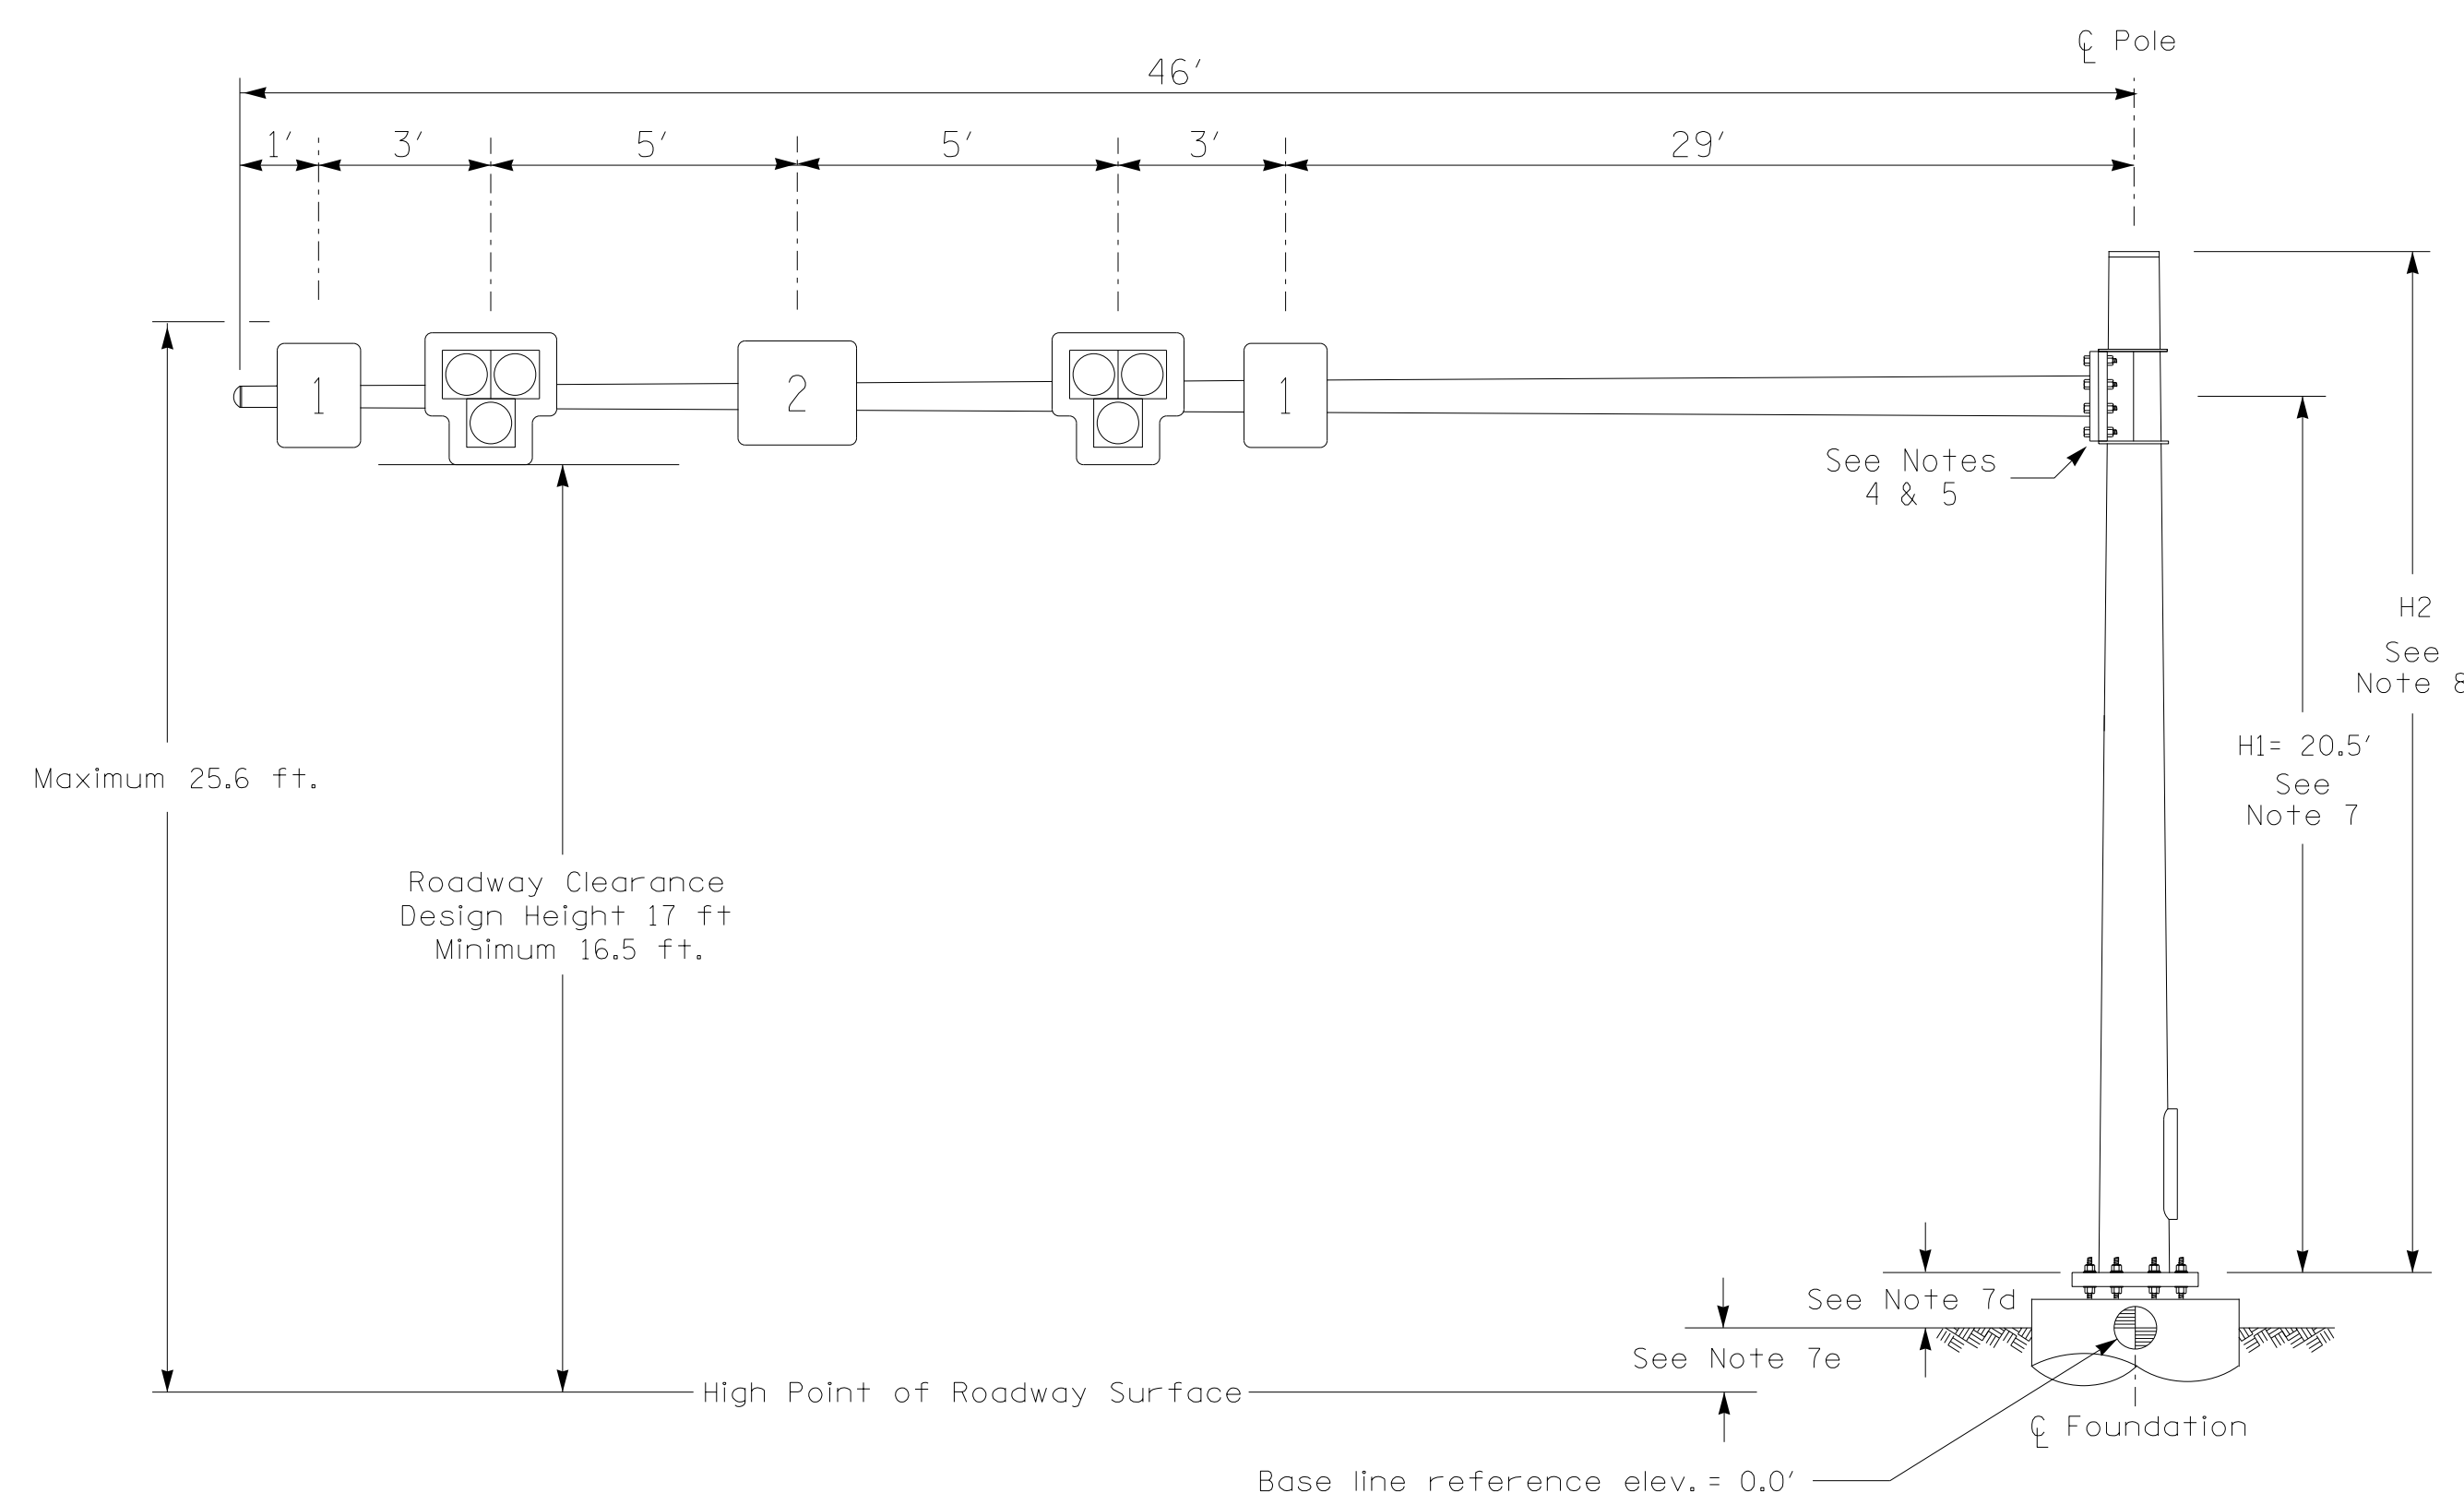 ℄ Pole
46'
1' 3' 5' 5' 3' 29'
1 2 1
See Notes
4 & 5
H2
See
Note 8
H1= 20.5'
See
Note 7
Maximum 25.6 ft.
Roadway Clearance
Design Height 17 ft
Minimum 16.5 ft.
See Note 7d
See Note 7e
High Point of Roadway Surface
℄ Foundation
Base line reference elev.= 0.0'